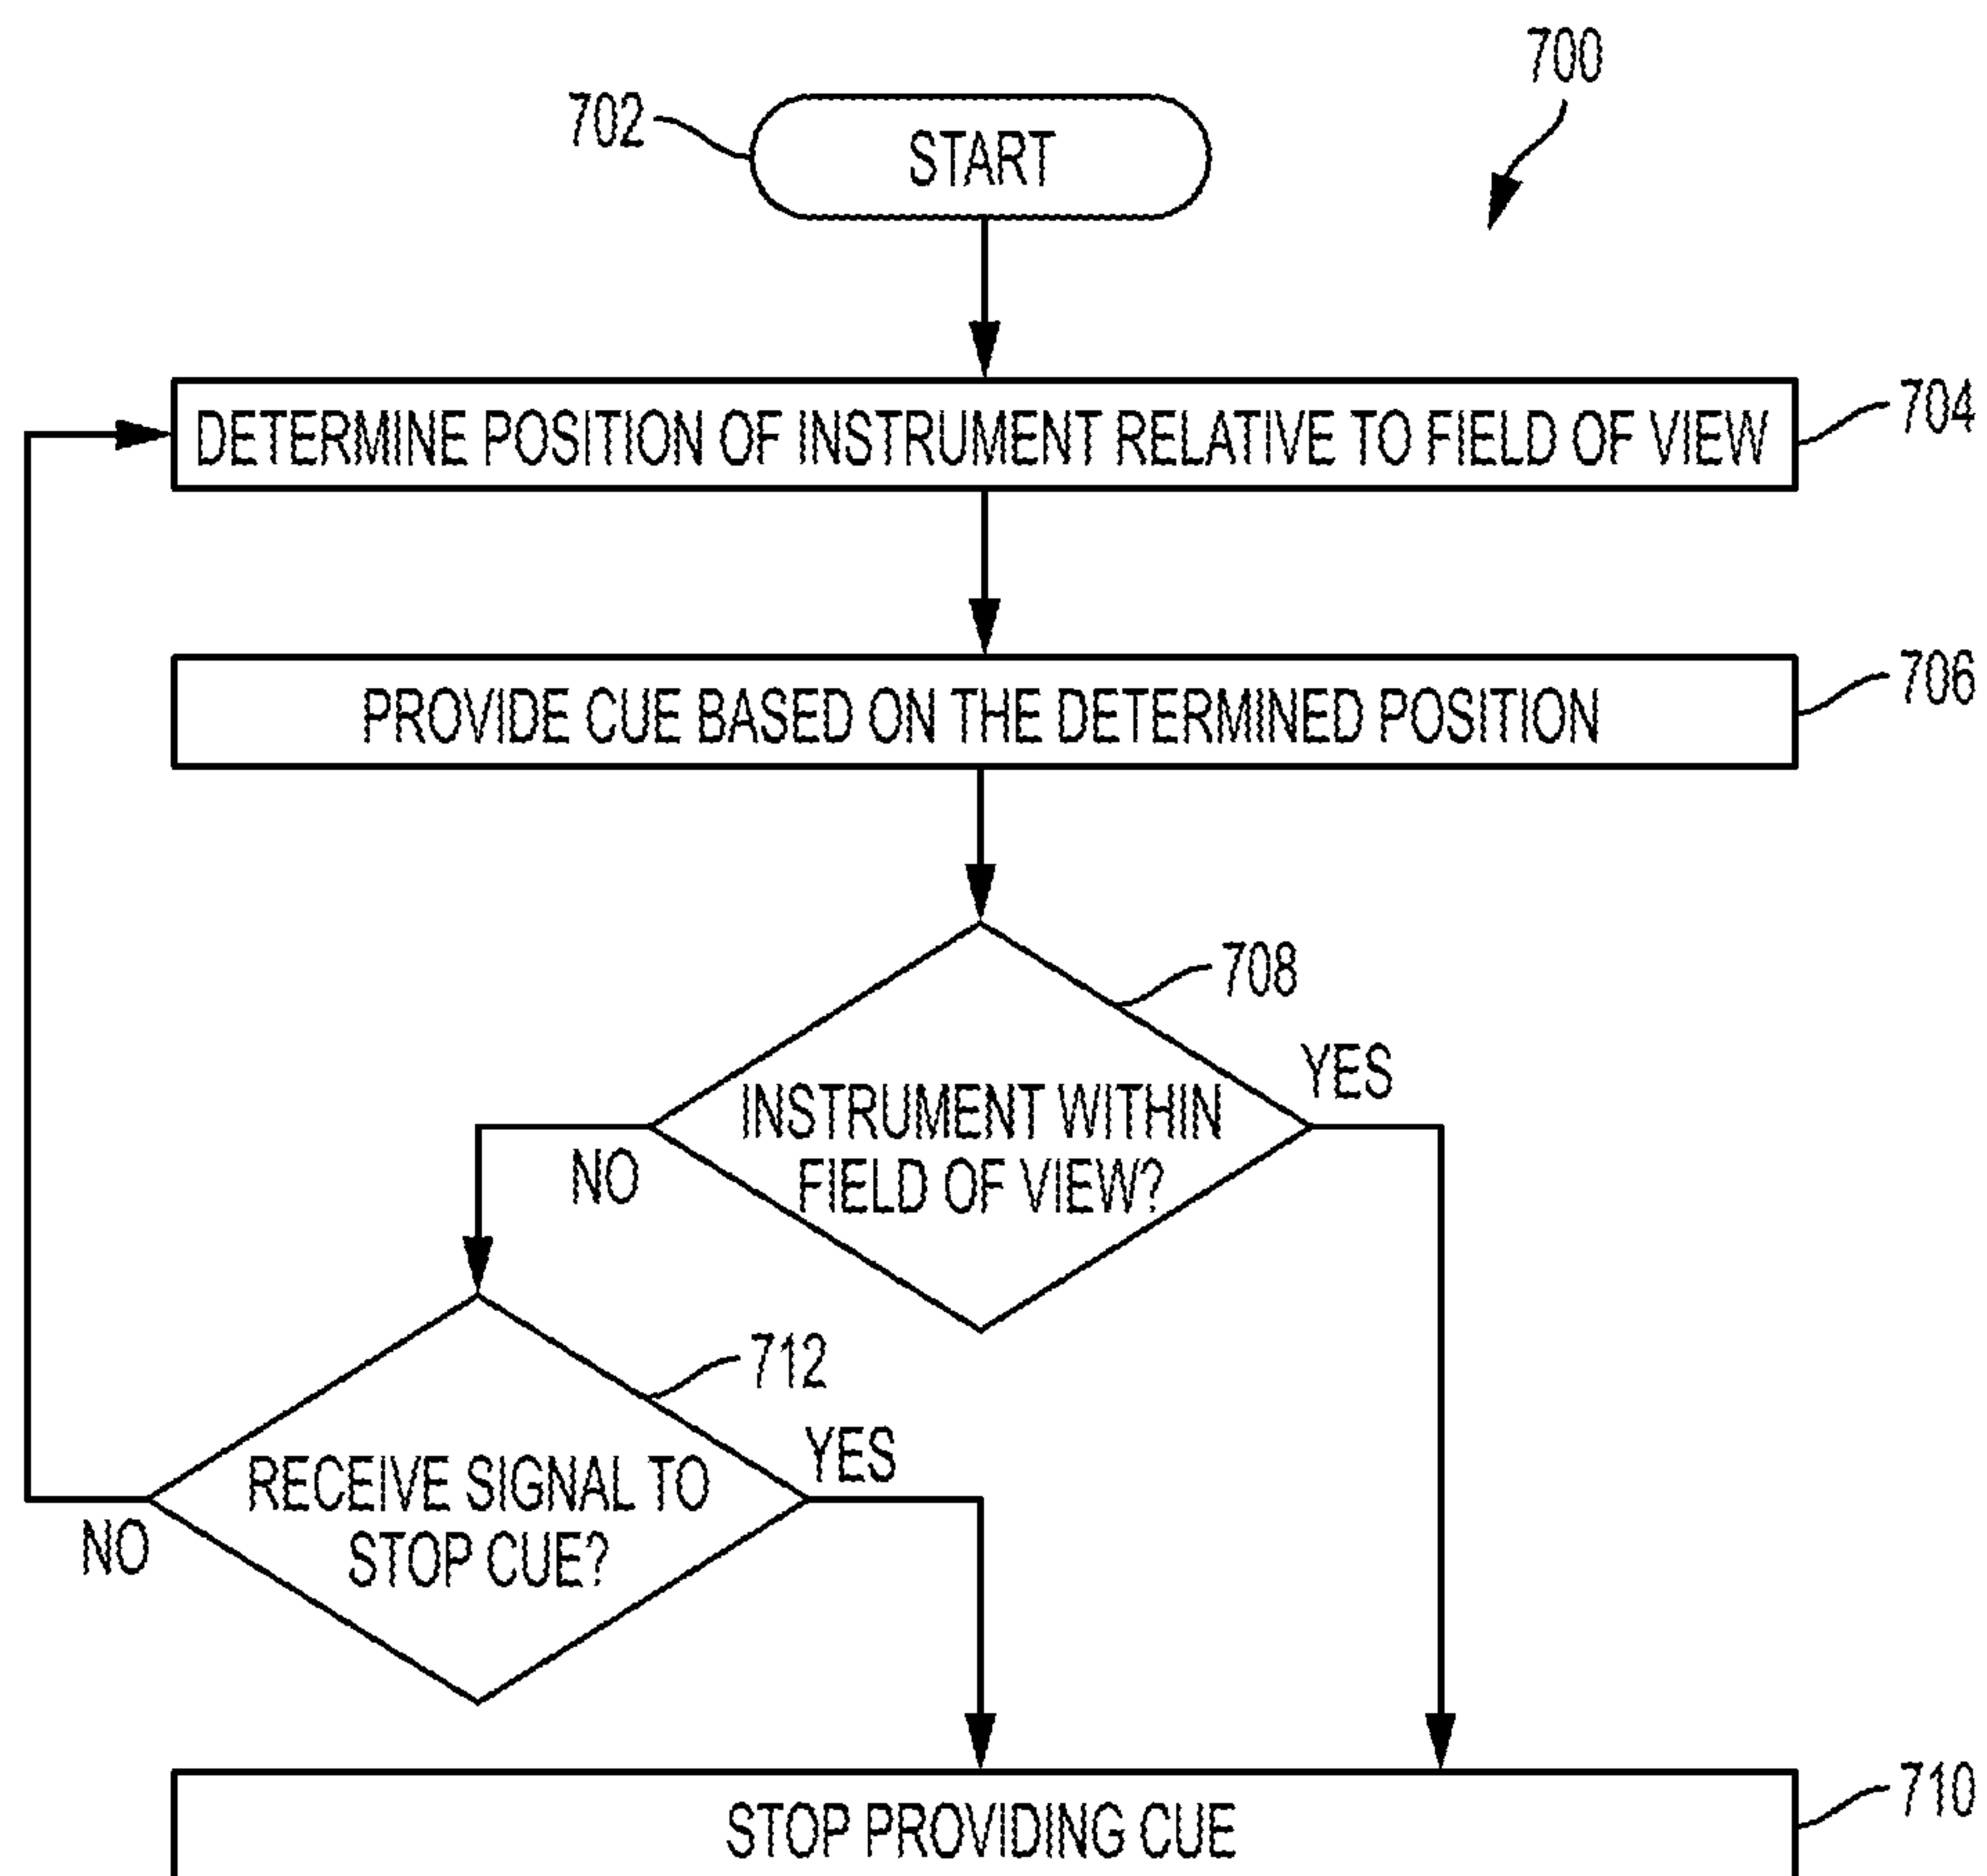 700
702
START
DETERMINE POSITION OF INSTRUMENT RELATIVE TO FIELD OF VIEW
704
PROVIDE CUE BASED ON THE DETERMINED POSITION
706
708
YES
INSTRUMENT WITHIN
FIELD OF VIEW?
NO
712
YES
RECEIVE SIGNAL TO
STOP CUE?
NO
STOP PROVIDING CUE
710